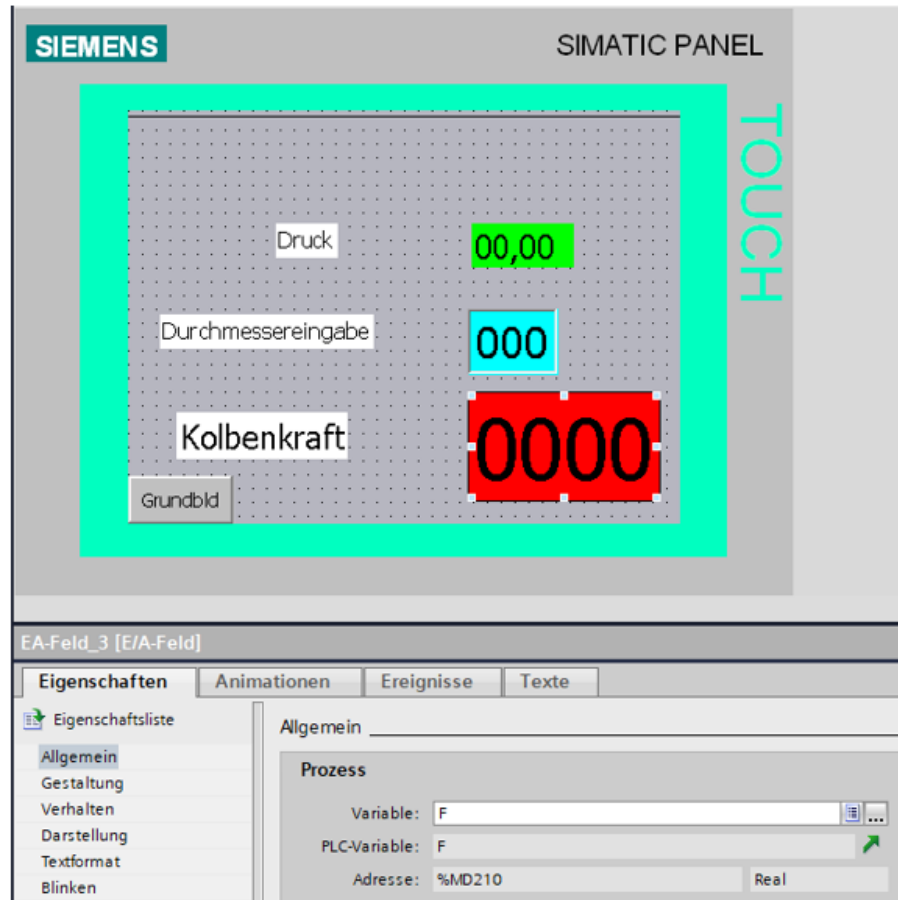 SIEMENS
SIMATIC PANEL
TOUCH
Druck
00,00
Durchmessereingabe
000
Kolbenkraft
0000
Grundbld
EA-Feld_3 [E/A-Feld]
Eigenschaften Animationen Ereignisse Texte
Eigenschaftsliste
Allgemein
Gestaltung
Verhalten
Darstellung
Textformat
Blinken
Allgemein
Prozess
Variable: F
PLC-Variable: F
Adresse: %MD210 Real